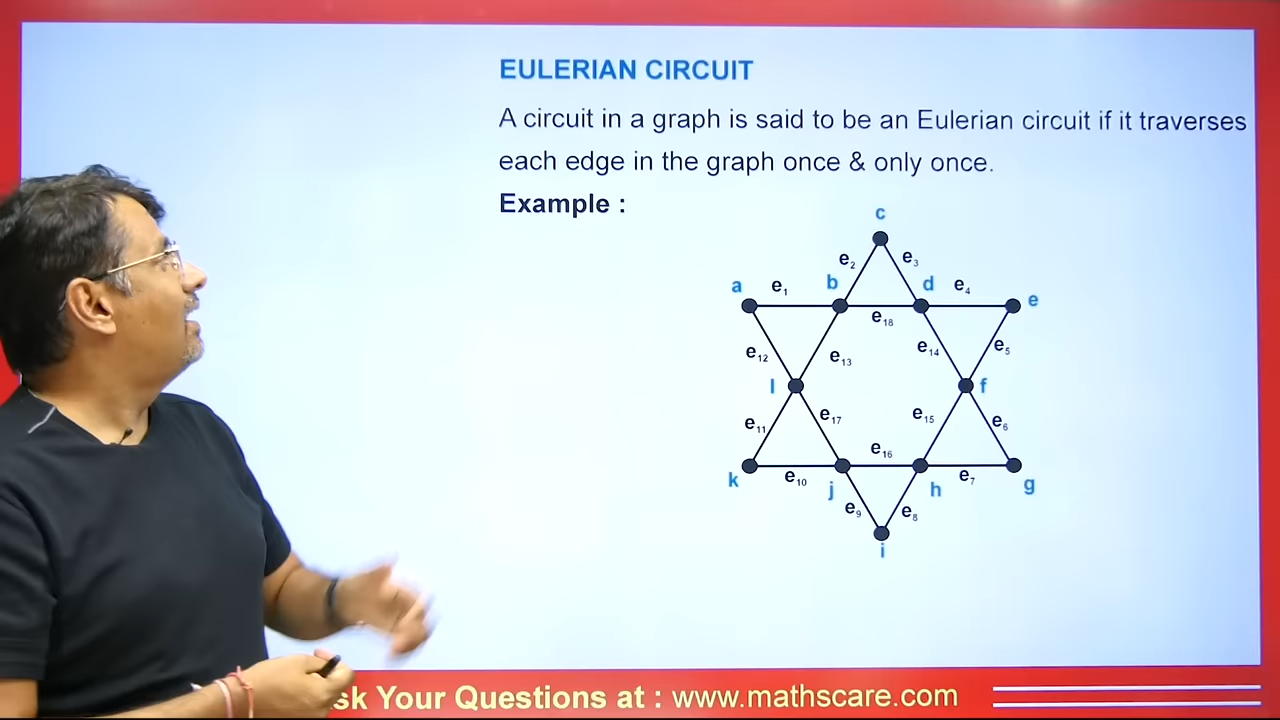 EULERIAN CIRCUIT
A circuit in a graph is said to be an Eulerian circuit if it traverses
each edge in the graph once & only once.
Example :
c
e₂ e₃
a e₁ b d e₄ e
e₁₈
e₁₂ e₁₃ e₁₄ e₅
l f
e₁₁ e₁₇ e₁₅ e₆
e₁₆
k e₁₀ j h e₇ g
e₉ e₈
i
sk Your Questions at : www.mathscare.com